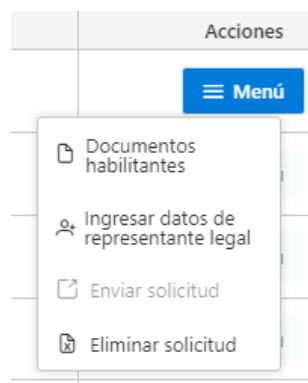 Acciones
Menú
Documentos
habilitantes
Ingresar datos de
representante legal
Enviar solicitud
Eliminar solicitud